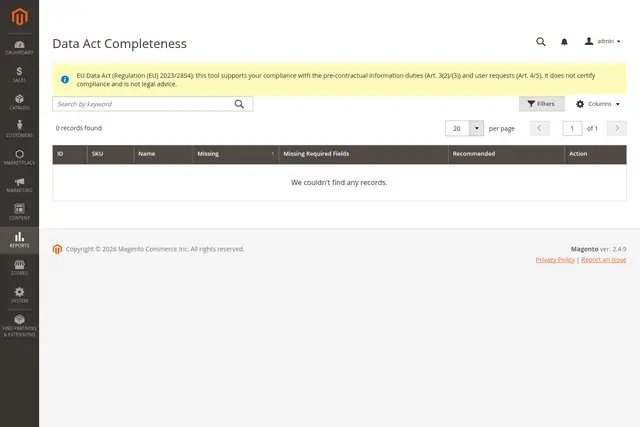 Data Act Completeness
admin
EU Data Act (Regulation (EU) 2023/2854): this tool supports your compliance with the pre-contractual information duties (Art. 3(2)/(3)) and user requests (Art. 4/5). It does not certify
compliance and is not legal advice.
Search by keyword
Filters
Columns
0 records found
20
per page
1
of 1
ID
SKU
Name
Missing
Missing Required Fields
Recommended
Action
We couldn't find any records.
DASHBOARD
SALES
CATALOG
CUSTOMERS
MARKETPLACE
MARKETING
CONTENT
REPORTS
STORES
SYSTEM
FIND PARTNERS
& EXTENSIONS
Copyright © 2026 Magento Commerce Inc. All rights reserved.
Magento ver. 2.4.9
Privacy Policy | Report an Issue